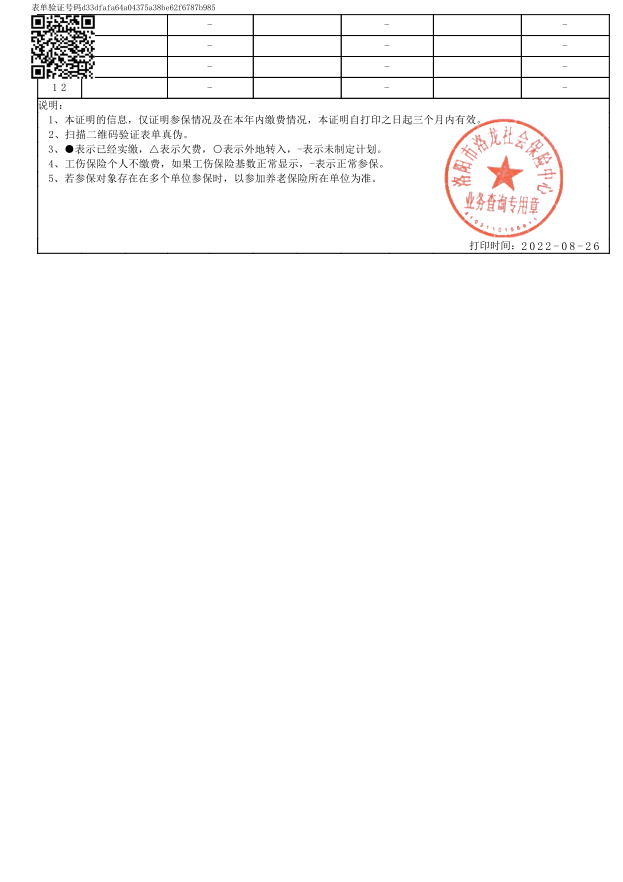 表单验证号码d33dfafa64a04375a38be62f6787b985
- - -
- - -
- - -
12 - - -
说明：
1、本证明的信息，仅证明参保情况及在本年内缴费情况，本证明自打印之日起三个月内有效。
2、扫描二维码验证表单真伪。
3、●表示已经实缴，△表示欠费，○表示外地转入，-表示未制定计划。
4、工伤保险个人不缴费，如果工伤保险基数正常显示，-表示正常参保。
5、若参保对象存在在多个单位参保时，以参加养老保险所在单位为准。
洛阳市洛龙社会保险中心
业务查询专用章
打印时间：2022-08-26